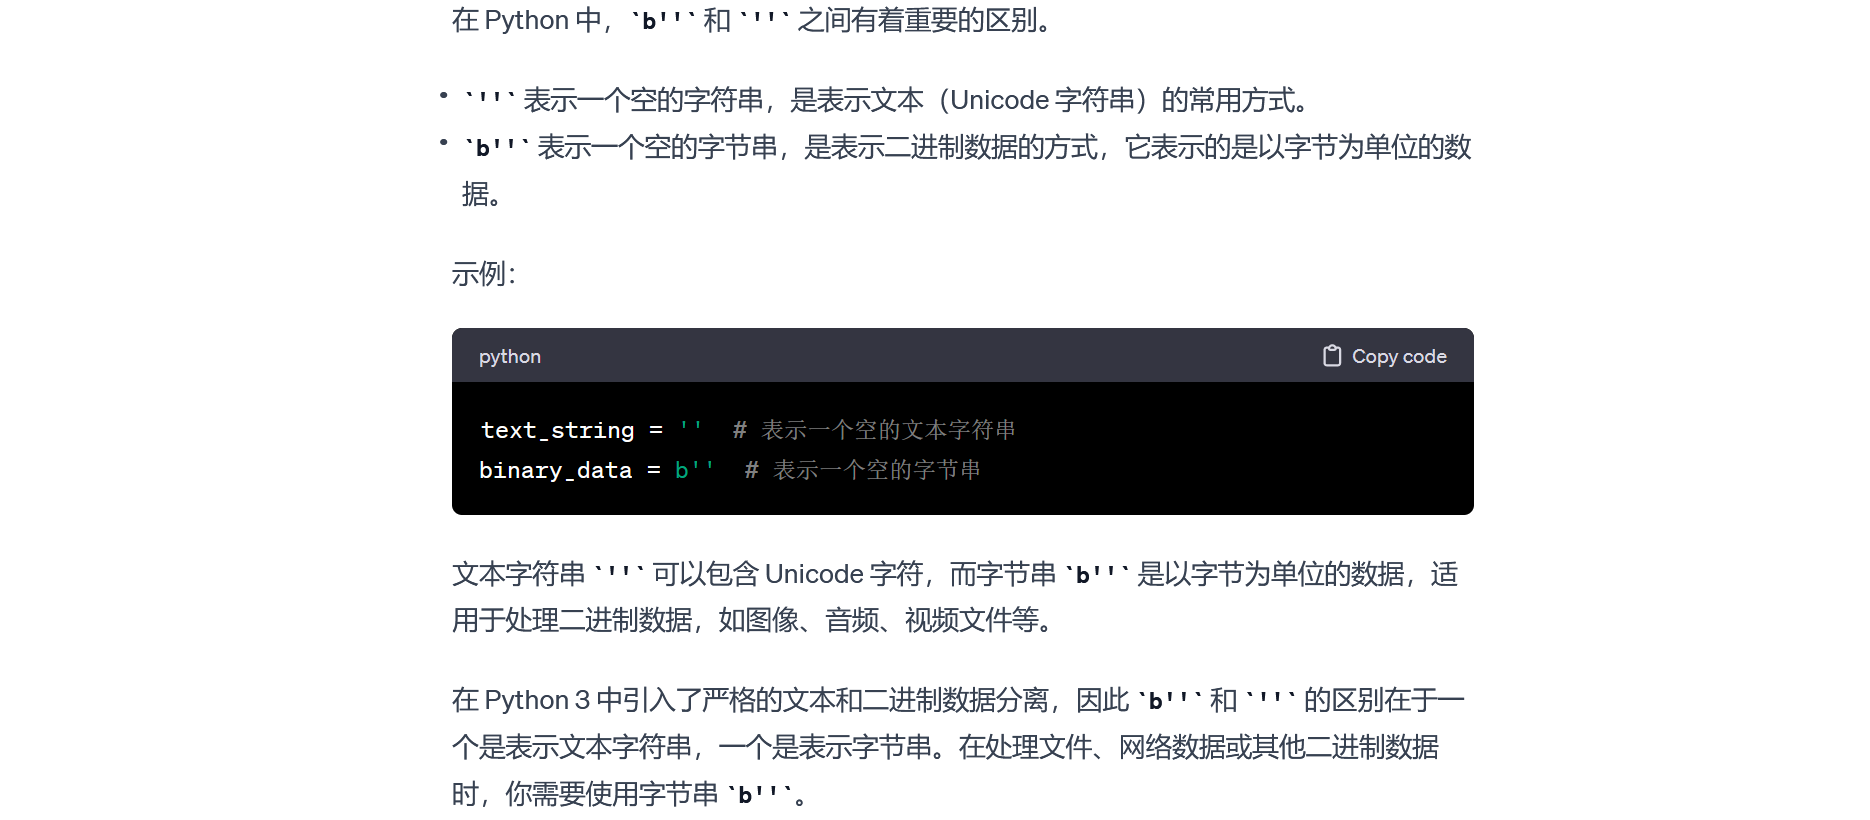 在 Python 中，`b''` 和 `''` 之间有着重要的区别。
• `''` 表示一个空的字符串，是表示文本（Unicode 字符串）的常用方式。
• `b''` 表示一个空的字节串，是表示二进制数据的方式，它表示的是以字节为单位的数
据。
示例：
python Copy code
text_string = ''  # 表示一个空的文本字符串
binary_data = b''  # 表示一个空的字节串
文本字符串 `''` 可以包含 Unicode 字符，而字节串 `b''` 是以字节为单位的数据，适
用于处理二进制数据，如图像、音频、视频文件等。
在 Python 3 中引入了严格的文本和二进制数据分离，因此 `b''` 和 `''` 的区别在于一
个是表示文本字符串，一个是表示字节串。在处理文件、网络数据或其他二进制数据
时，你需要使用字节串 `b''`。